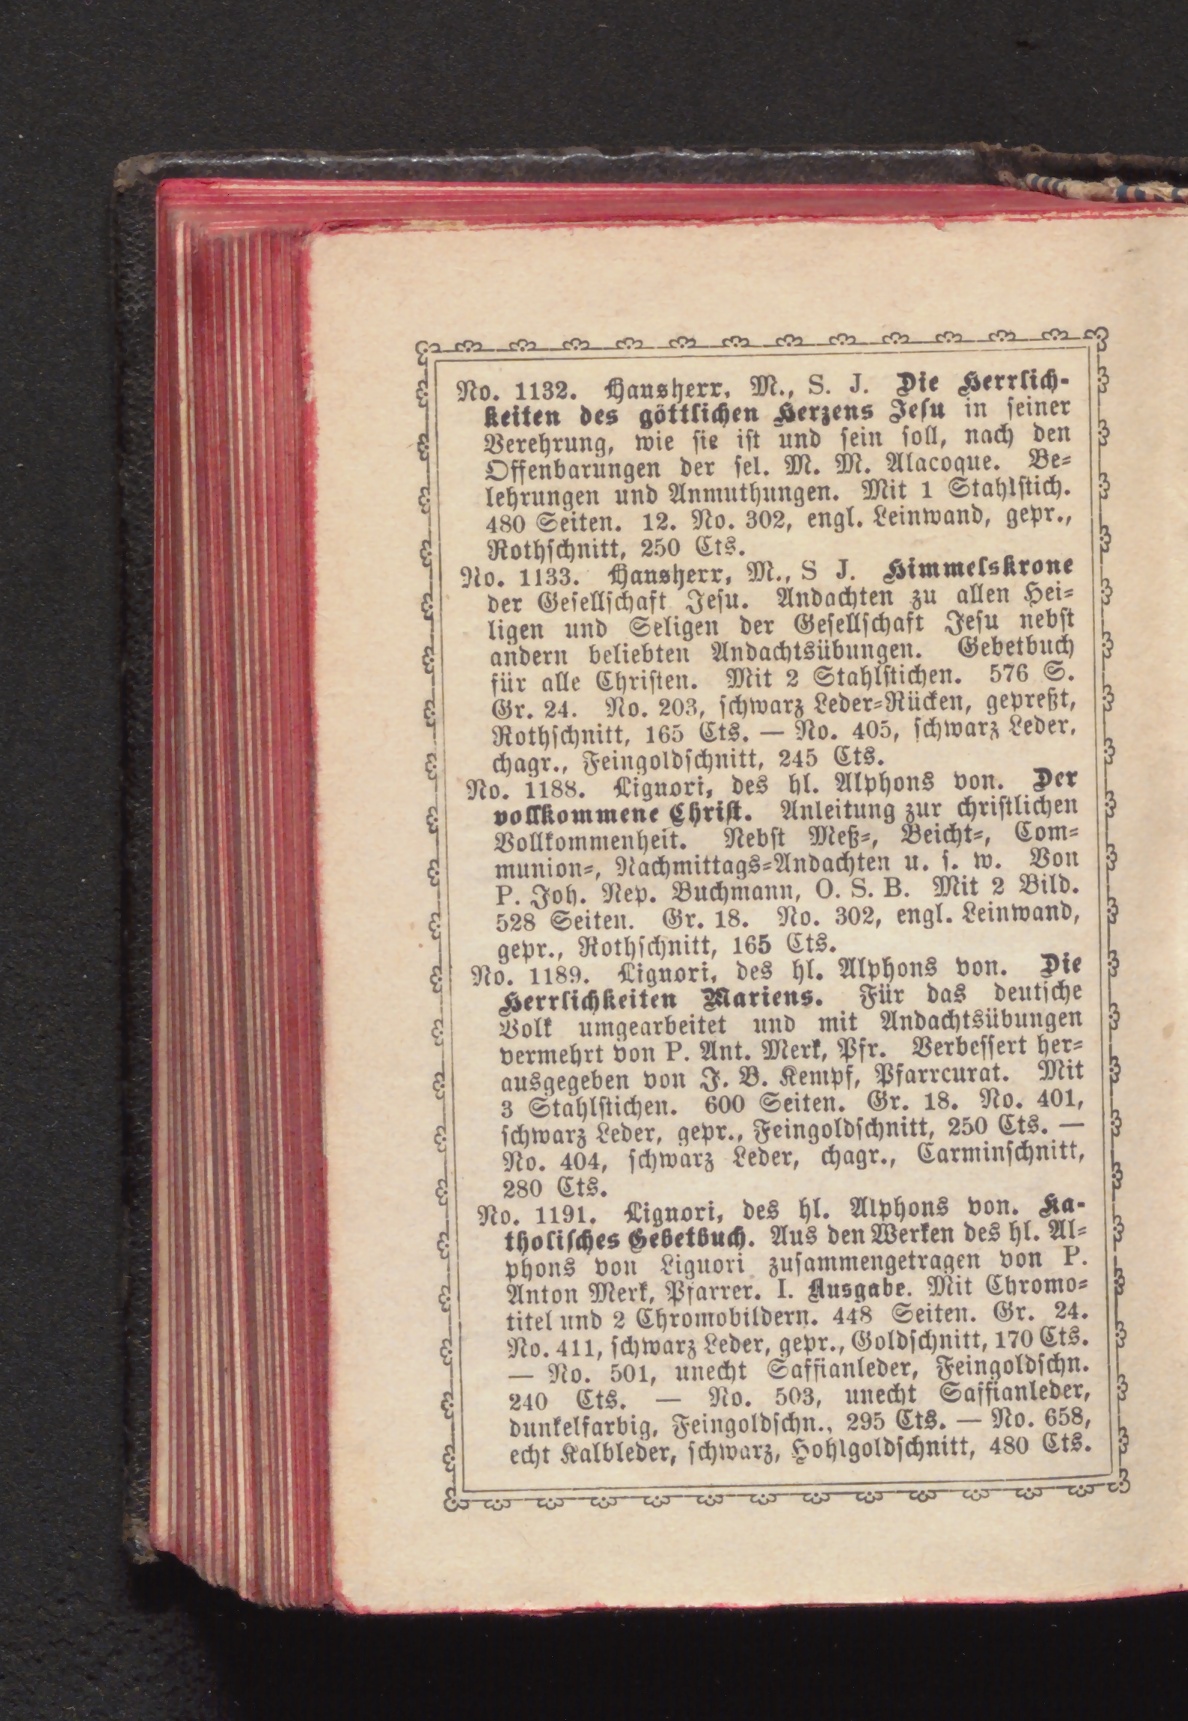 No. 1132. Hausherr, M., S. J. Die Herrlich-
keiten des göttlichen Herzens Jesu in seiner
Verehrung, wie sie ist und sein soll, nach den
Offenbarungen der sel. M. M. Alacoque. Be-
lehrungen und Anmuthungen. Mit 1 Stahlstich.
480 Seiten. 12. No. 302, engl. Leinwand, gepr.,
Rothschnitt, 250 Cts.
No. 1133. Hausherr, M., S J. Himmelskrone
der Gesellschaft Jesu. Andachten zu allen Hei-
ligen und Seligen der Gesellschaft Jesu nebst
andern beliebten Andachtsübungen. Gebetbuch
für alle Christen. Mit 2 Stahlstichen. 576 S.
Gr. 24. No. 203, schwarz Leder-Rücken, gepreßt,
Rothschnitt, 165 Cts. — No. 405, schwarz Leder,
chagr., Feingoldschnitt, 245 Cts.
No. 1188. Liguori, des hl. Alphons von. Der
vollkommene Christ. Anleitung zur christlichen
Vollkommenheit. Nebst Meß-, Beicht-, Com-
munion-, Nachmittags-Andachten u. s. w. Von
P. Joh. Nep. Buchmann, O. S. B. Mit 2 Bild.
528 Seiten. Gr. 18. No. 302, engl. Leinwand,
gepr., Rothschnitt, 165 Cts.
No. 1189. Liguori, des hl. Alphons von. Die
Herrlichkeiten Mariens. Für das deutsche
Volk umgearbeitet und mit Andachtsübungen
vermehrt von P. Ant. Merk, Pfr. Verbessert her-
ausgegeben von J. B. Kempf, Pfarrcurat. Mit
3 Stahlstichen. 600 Seiten. Gr. 18. No. 401,
schwarz Leder, gepr., Feingoldschnitt, 250 Cts. —
No. 404, schwarz Leder, chagr., Carminschnitt,
280 Cts.
No. 1191. Liguori, des hl. Alphons von. Ka-
tholisches Gebetbuch. Aus den Werken des hl. Al-
phons von Liguori zusammengetragen von P.
Anton Merk, Pfarrer. I. Ausgabe. Mit Chromo-
titel und 2 Chromobildern. 448 Seiten. Gr. 24.
No. 411, schwarz Leder, gepr., Goldschnitt, 170 Cts.
— No. 501, unecht Saffianleder, Feingoldschn.
240 Cts. — No. 503, unecht Saffianleder,
dunkelfarbig, Feingoldschn., 295 Cts. — No. 658,
echt Kalbleder, schwarz, Hohlgoldschnitt, 480 Cts.